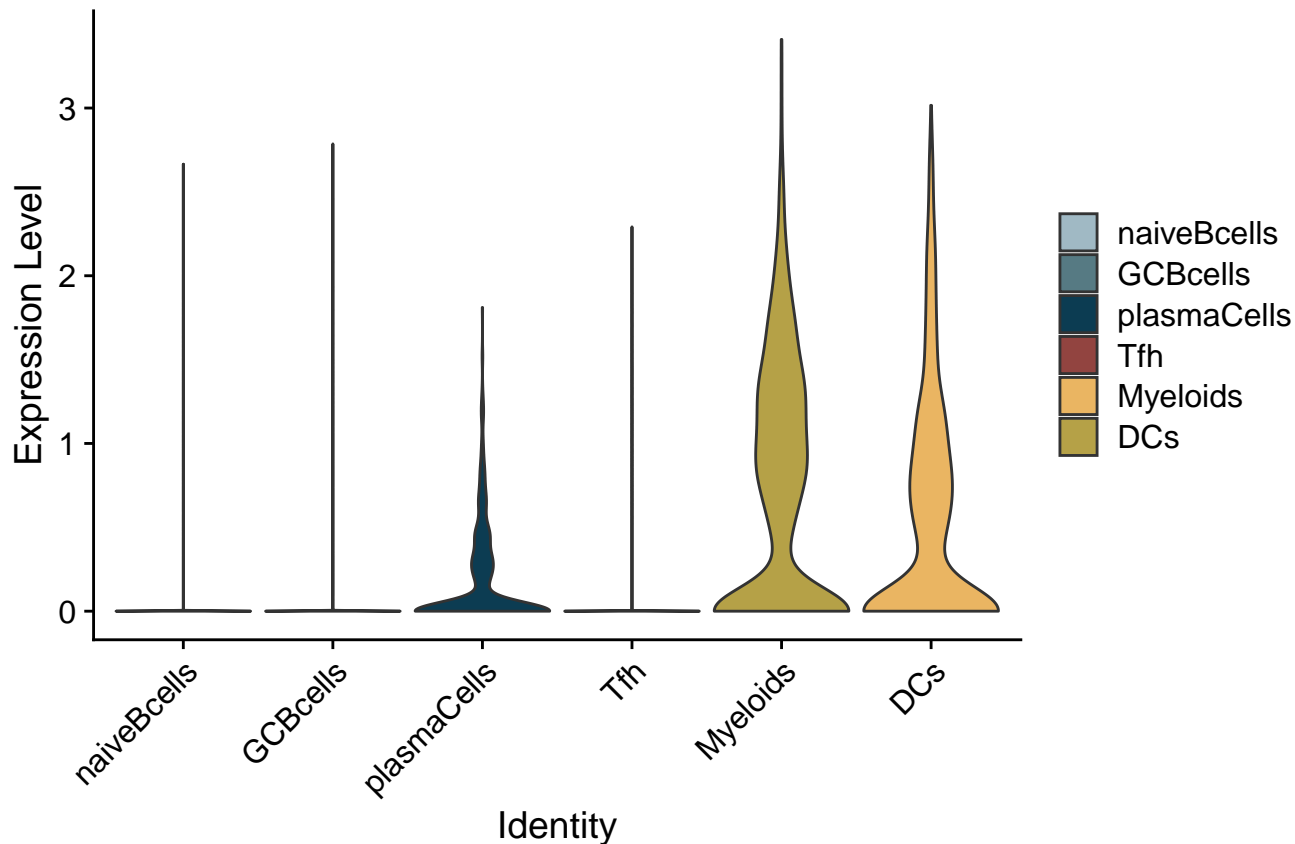 Expression Level
3
2
1
0
naiveBcells
GCBcells
plasmaCells
Tfh
Myeloids
DCs
Identity
naiveBcells
GCBcells
plasmaCells
Tfh
Myeloids
DCs